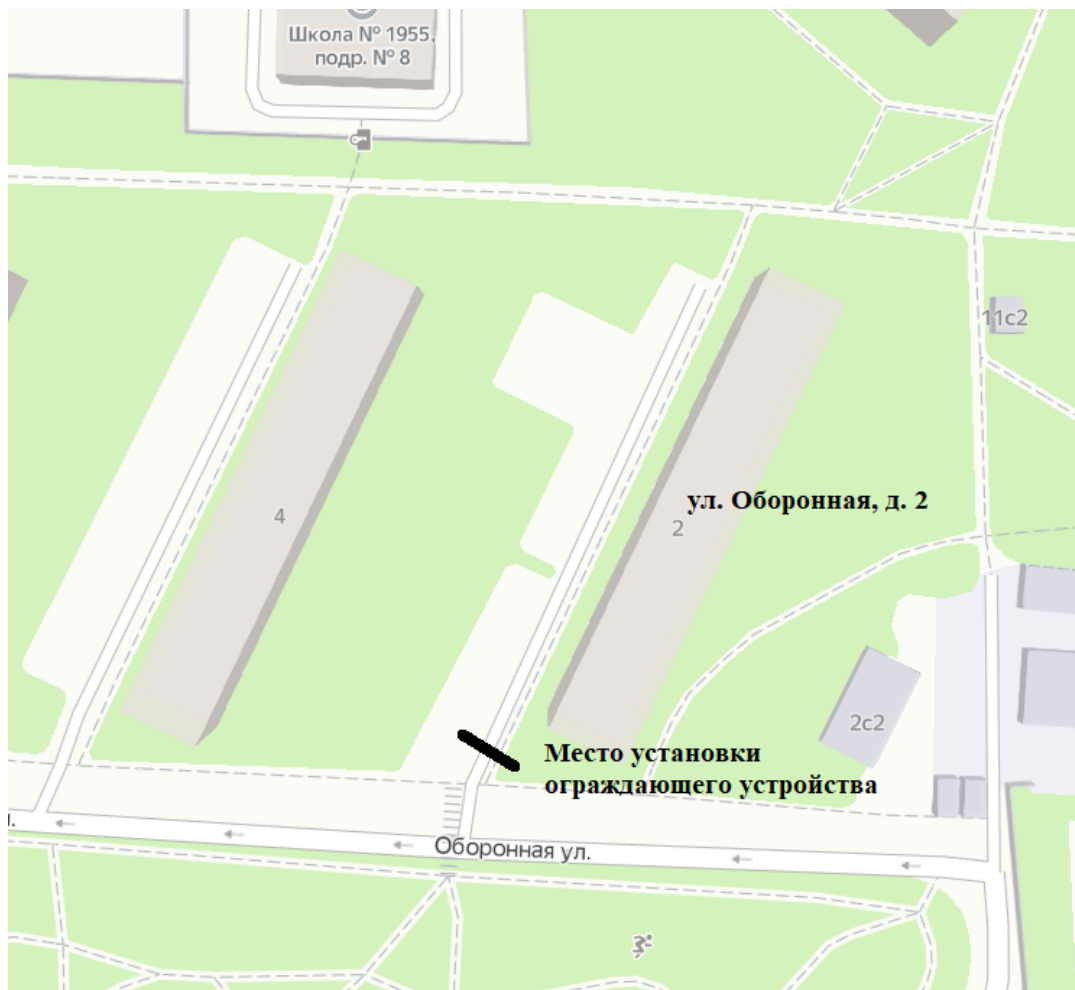 Школа № 1955,
подр. № 8
11с2
ул. Оборонная, д. 2
4
2
2с2
Место установки
ограждающего устройства
л.
Оборонная ул.